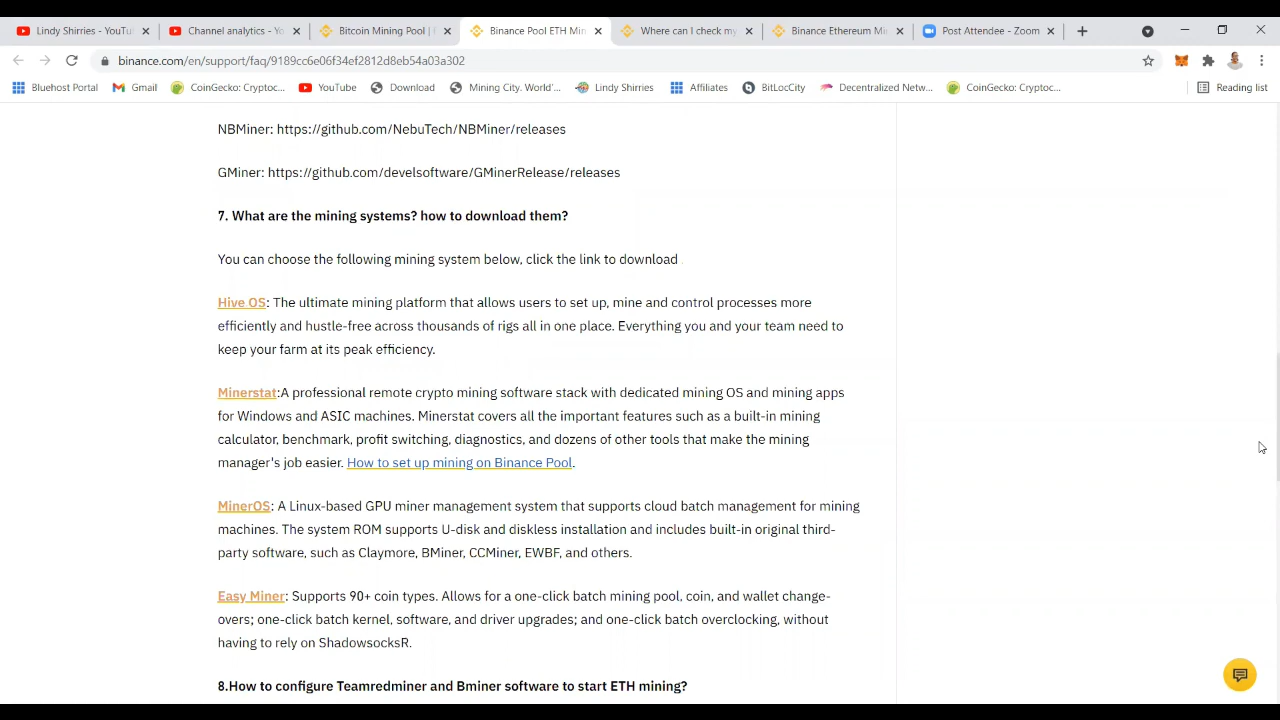 Lindy Shirries - YouTu
Channel analytics - Yo
Bitcoin Mining Pool |
Binance Pool ETH Min
Where can I check my
Binance Ethereum Mi
Post Attendee - Zoom
binance.com/en/support/faq/9189cc6e06f34ef2812d8eb54a03a302
Bluehost Portal
Gmail
CoinGecko: Cryptoc...
YouTube
Download
Mining City. World'...
Lindy Shirries
Affiliates
BitLocCity
Decentralized Netw...
CoinGecko: Cryptoc...
Reading list
NBMiner: https://github.com/NebuTech/NBMiner/releases
GMiner: https://github.com/develsoftware/GMinerRelease/releases
7. What are the mining systems? how to download them?
You can choose the following mining system below, click the link to download .
Hive OS: The ultimate mining platform that allows users to set up, mine and control processes more
efficiently and hustle-free across thousands of rigs all in one place. Everything you and your team need to
keep your farm at its peak efficiency.
Minerstat:A professional remote crypto mining software stack with dedicated mining OS and mining apps
for Windows and ASIC machines. Minerstat covers all the important features such as a built-in mining
calculator, benchmark, profit switching, diagnostics, and dozens of other tools that make the mining
manager's job easier. How to set up mining on Binance Pool.
MinerOS: A Linux-based GPU miner management system that supports cloud batch management for mining
machines. The system ROM supports U-disk and diskless installation and includes built-in original third-
party software, such as Claymore, BMiner, CCMiner, EWBF, and others.
Easy Miner: Supports 90+ coin types. Allows for a one-click batch mining pool, coin, and wallet change-
overs; one-click batch kernel, software, and driver upgrades; and one-click batch overclocking, without
having to rely on ShadowsocksR.
8.How to configure Teamredminer and Bminer software to start ETH mining?